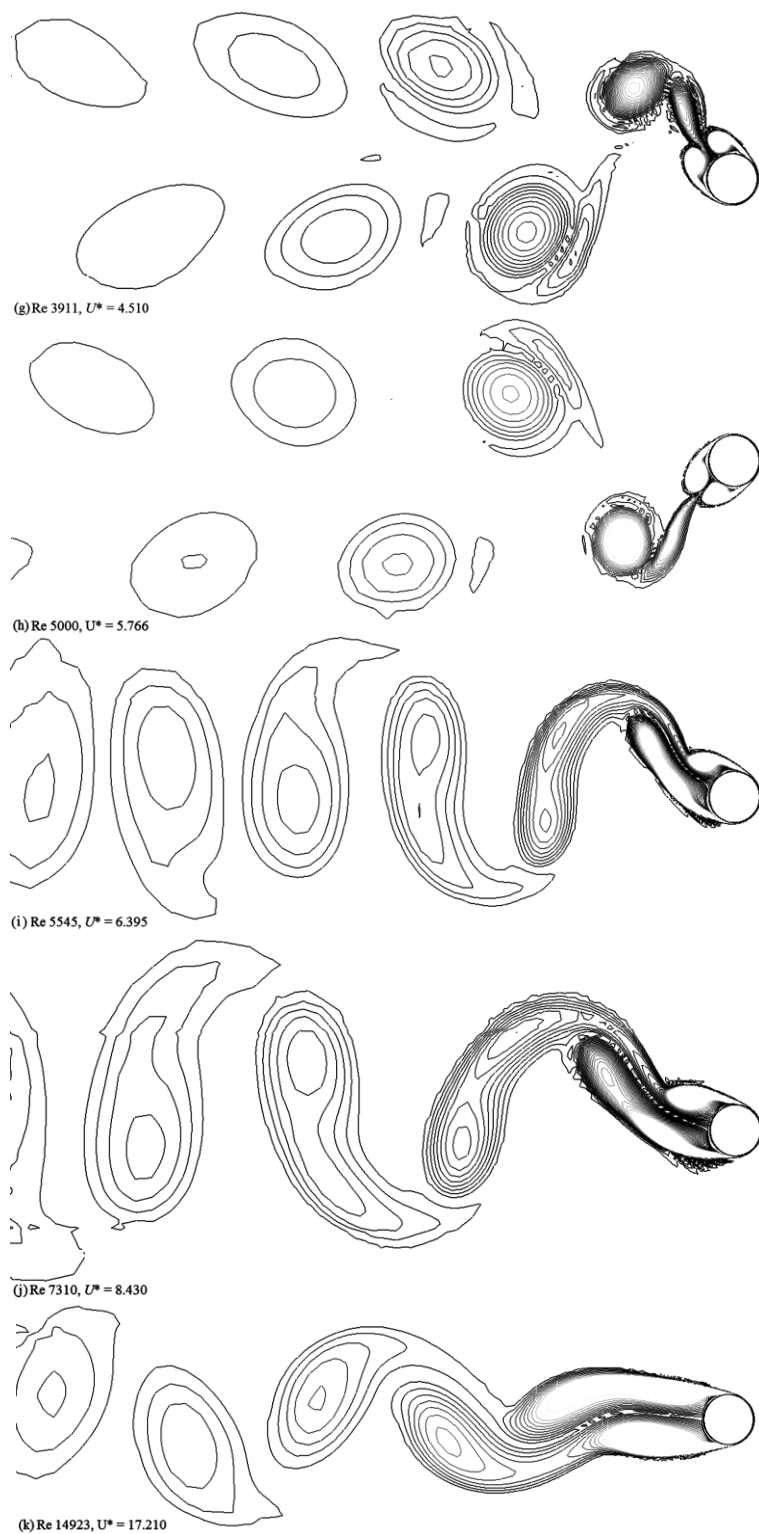 (g) Re 3911, U* = 4.510
(h) Re 5000, U* = 5.766
(i) Re 5545, U* = 6.395
(j) Re 7310, U* = 8.430
(k) Re 14923, U* = 17.210